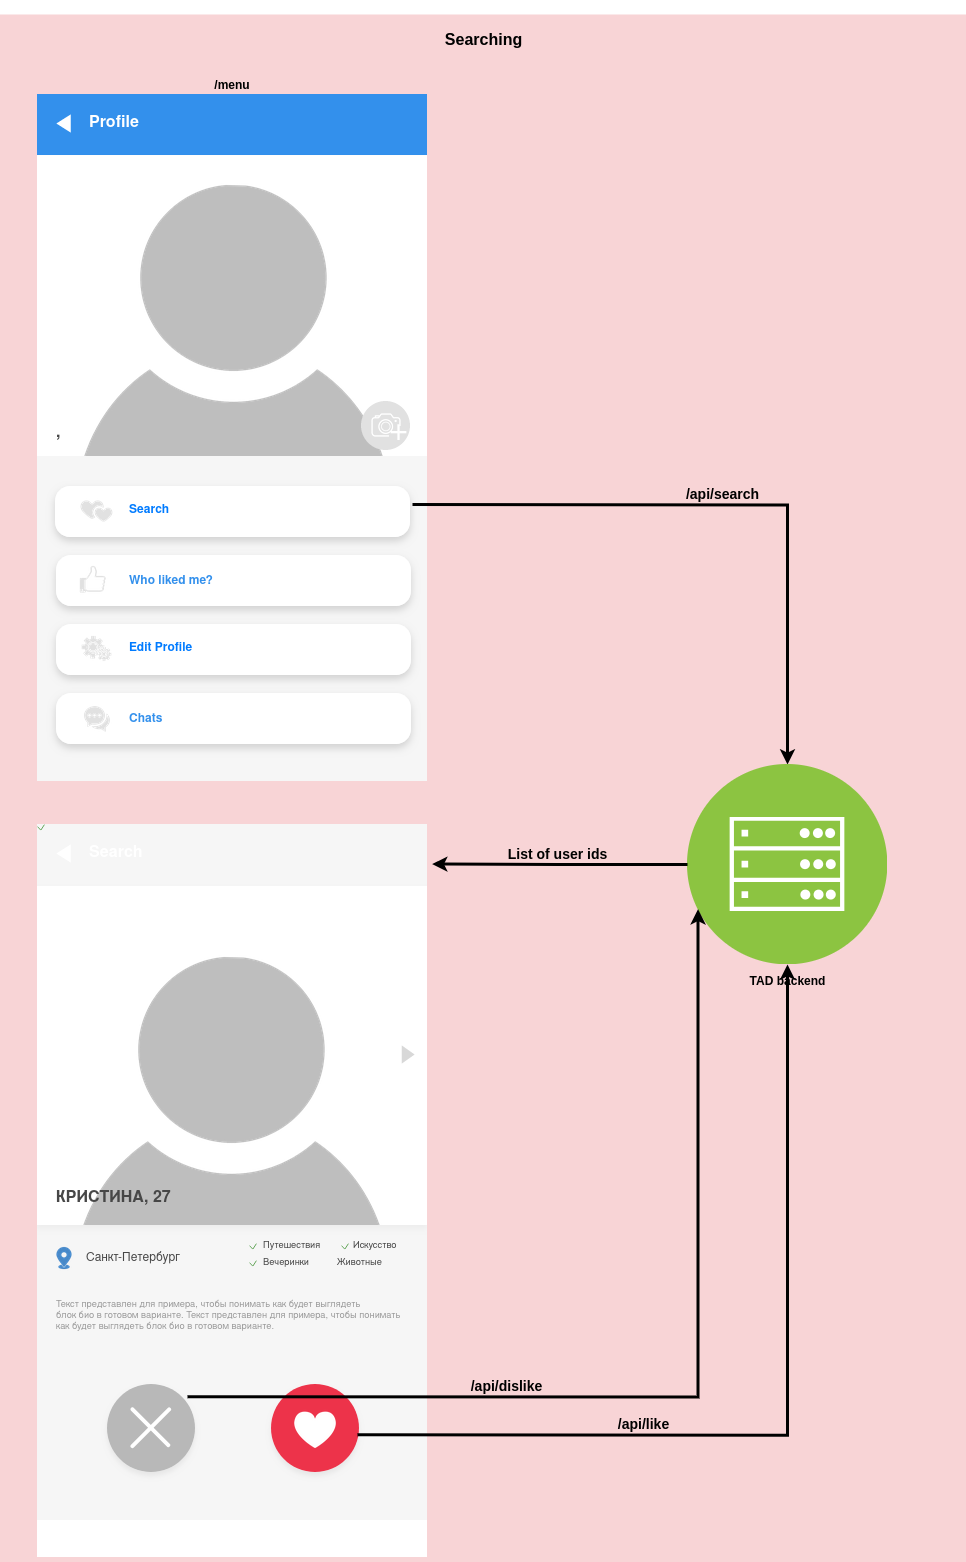 Searching
/menu
Profile
,
Search
Who liked me?
Edit Profile
Chats
/api/search
List of user ids
TAD backend
Search
КРИСТИНА, 27
Санкт-Петербург
Путешествия
Искусство
Вечеринки
Животные
Текст представлен для примера, чтобы понимать как будет выглядеть
блок био в готовом варианте. Текст представлен для примера, чтобы понимать
как будет выглядеть блок био в готовом варианте.
/api/dislike
/api/like